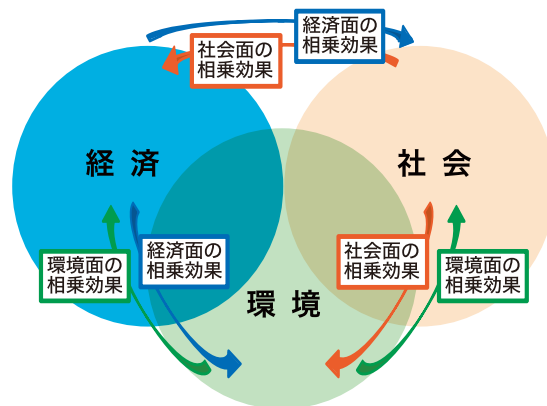 経済面の
相乗効果
社会面の
相乗効果
経済
社会
経済面の
相乗効果
社会面の
相乗効果
環境面の
相乗効果
環境面の
相乗効果
環境